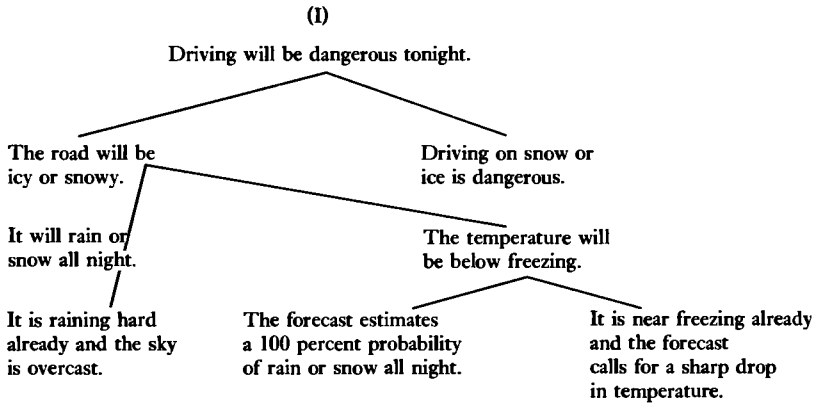 (I)
Driving will be dangerous tonight.
The road will be
icy or snowy.
Driving on snow or
ice is dangerous.
It will rain or
snow all night.
The temperature will
be below freezing.
It is raining hard
already and the sky
is overcast.
The forecast estimates
a 100 percent probability
of rain or snow all night.
It is near freezing already
and the forecast
calls for a sharp drop
in temperature.